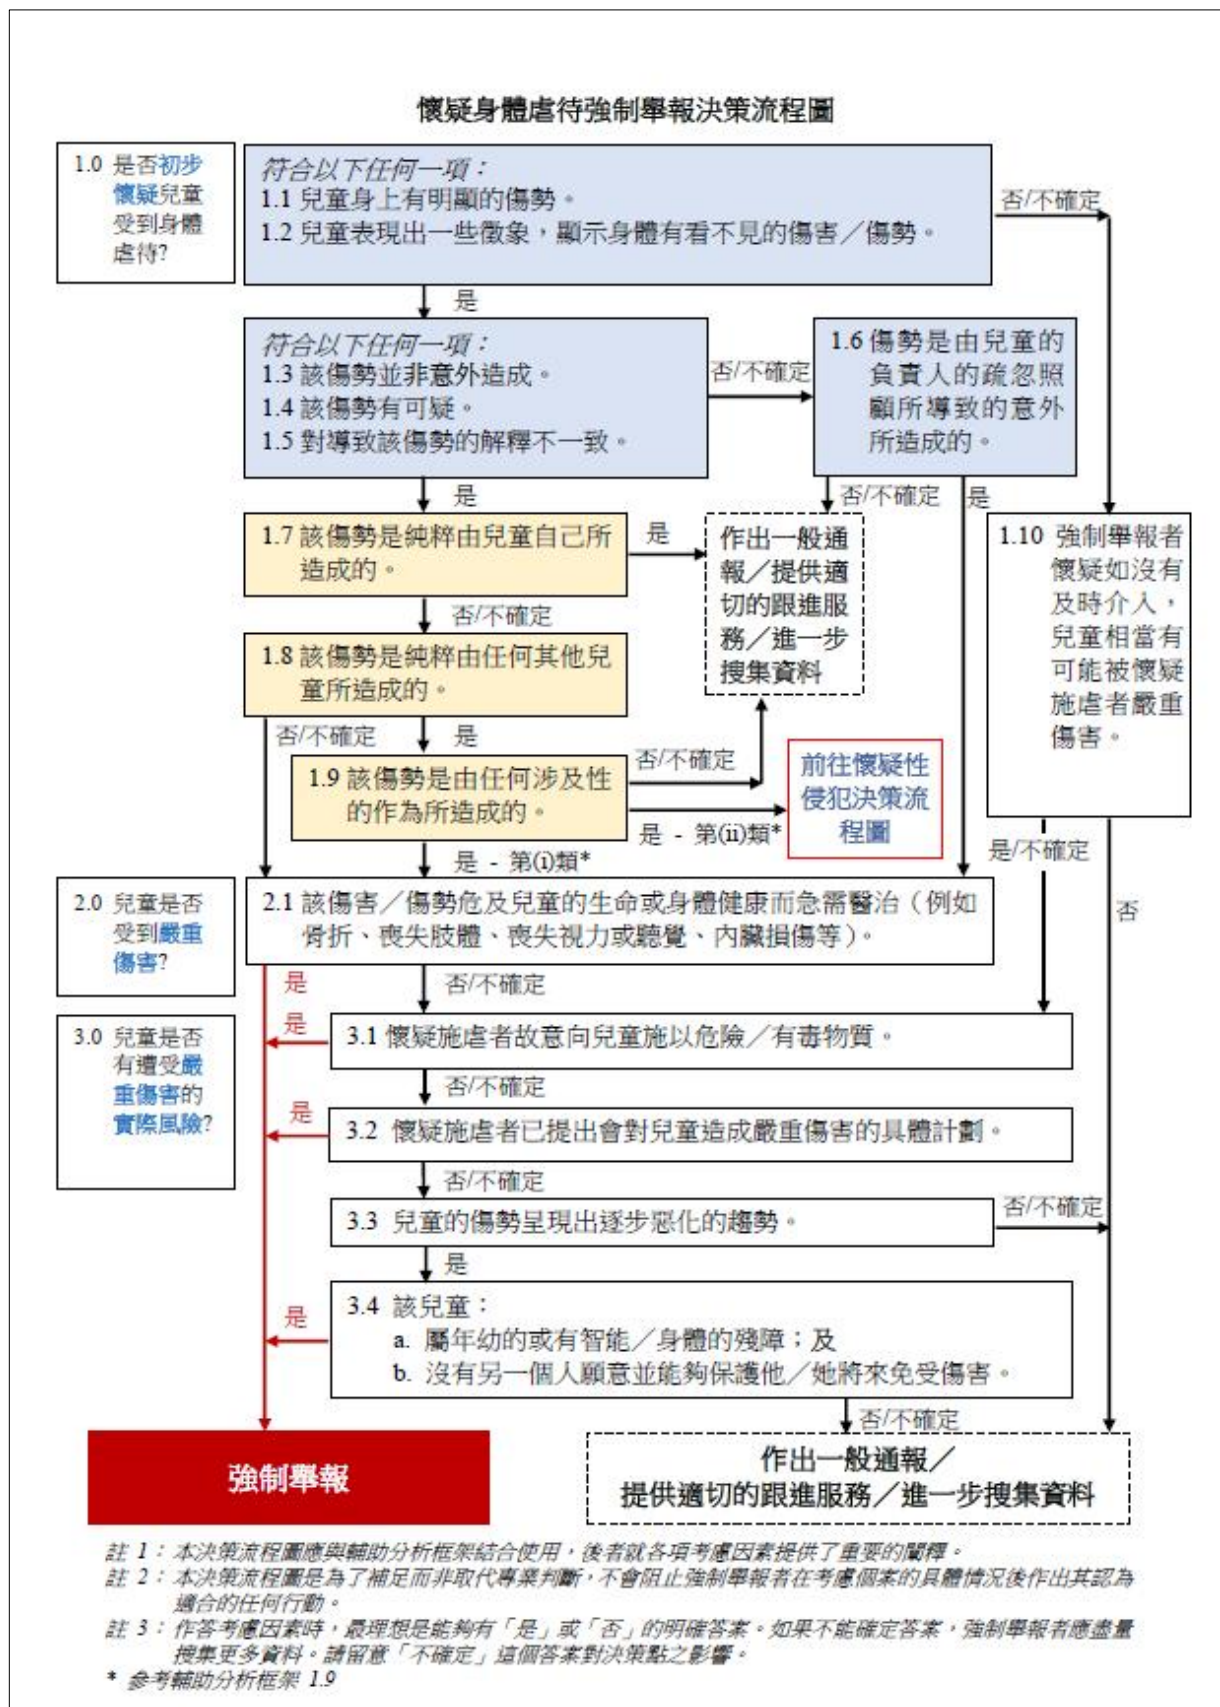 懷疑身體虐待強制舉報決策流程圖
1.0 是否初步
懷疑兒童
受到身體
虐待?
符合以下任何一項：
1.1 兒童身上有明顯的傷勢。
1.2 兒童表現出一些徵象，顯示身體有看不見的傷害／傷勢。
否/不確定
是
符合以下任何一項：
1.3 該傷勢並非意外造成。
1.4 該傷勢有可疑。
1.5 對導致該傷勢的解釋不一致。
否/不確定
1.6 傷勢是由兒童的
負責人的疏忽照
顧所導致的意外
所造成的。
是
否/不確定
是
1.7 該傷勢是純粹由兒童自己所
造成的。
是
作出一般通
報／提供適
切的跟進服
務／進一步
搜集資料
1.10 強制舉報者
懷疑如沒有
及時介入，
兒童相當有
可能被懷疑
施虐者嚴重
傷害。
否/不確定
1.8 該傷勢是純粹由任何其他兒
童所造成的。
否/不確定
是
1.9 該傷勢是由任何涉及性
的作為所造成的。
否/不確定
是 - 第(ii)類*
前往懷疑性
侵犯決策流
程圖
是/不確定
是 - 第(i)類*
否
2.0 兒童是否
受到嚴重
傷害?
2.1 該傷害／傷勢危及兒童的生命或身體健康而急需醫治（例如
骨折、喪失肢體、喪失視力或聽覺、內臟損傷等）。
是
否/不確定
3.0 兒童是否
有遭受嚴
重傷害的
實際風險?
是
3.1 懷疑施虐者故意向兒童施以危險／有毒物質。
否/不確定
是
3.2 懷疑施虐者已提出會對兒童造成嚴重傷害的具體計劃。
否/不確定
3.3 兒童的傷勢呈現出逐步惡化的趨勢。
否/不確定
是
是
3.4 該兒童：
a. 屬年幼的或有智能／身體的殘障；及
b. 沒有另一個人願意並能夠保護他／她將來免受傷害。
否/不確定
強制舉報
作出一般通報／
提供適切的跟進服務／進一步搜集資料
註 1： 本決策流程圖應與輔助分析框架結合使用，後者就各項考慮因素提供了重要的闡釋。
註 2： 本決策流程圖是為了補足而非取代專業判斷，不會阻止強制舉報者在考慮個案的具體情況後作出其認為
適合的任何行動。
註 3： 作答考慮因素時，最理想是能夠有「是」或「否」的明確答案。如果不能確定答案，強制舉報者應盡量
搜集更多資料。請留意「不確定」這個答案對決策點之影響。
* 參考輔助分析框架 1.9